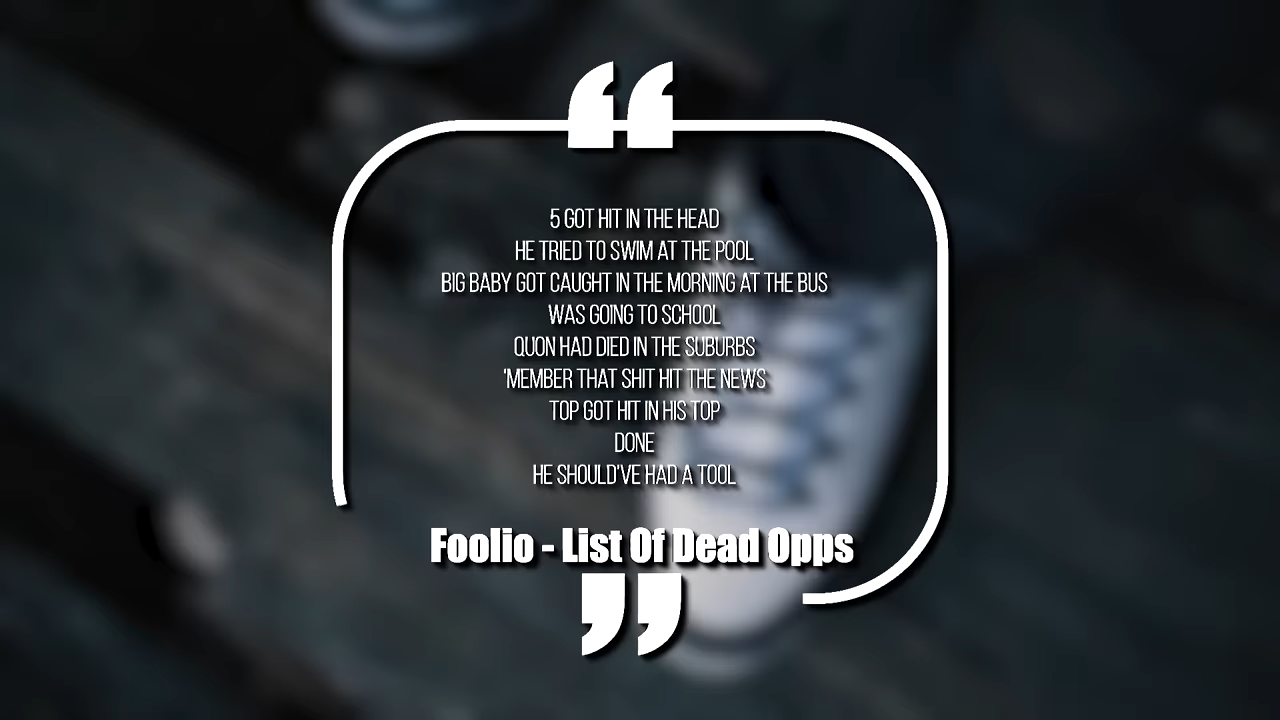 5 GOT HIT IN THE HEAD
HE TRIED TO SWIM AT THE POOL
BIG BABY GOT CAUGHT IN THE MORNING AT THE BUS
WAS GOING TO SCHOOL
QUON HAD DIED IN THE SUBURBS
'MEMBER THAT SHIT HIT THE NEWS
TOP GOT HIT IN HIS TOP
DONE
HE SHOULD'VE HAD A TOOL
Foolio - List Of Dead Opps